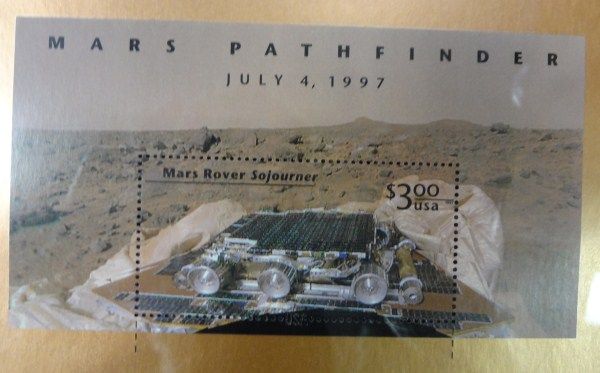 MARS PATHFINDER
JULY 4, 1997
Mars Rover Sojourner
$3.00
usa